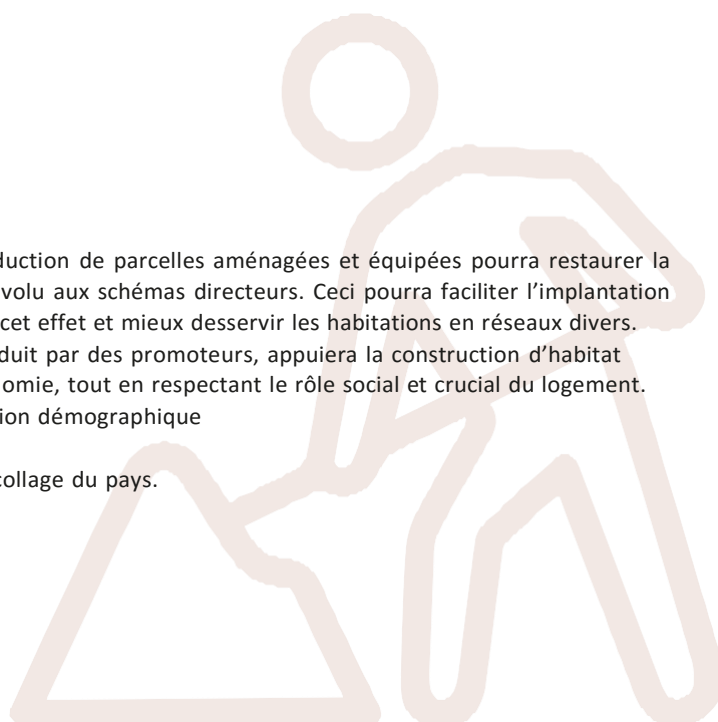 duction de parcelles aménagées et équipées pourra restaurer la
volu aux schémas directeurs. Ceci pourra faciliter l’implantation
cet effet et mieux desservir les habitations en réseaux divers.
duit par des promoteurs, appuiera la construction d’habitat
omie, tout en respectant le rôle social et crucial du logement.
ion démographique
collage du pays.